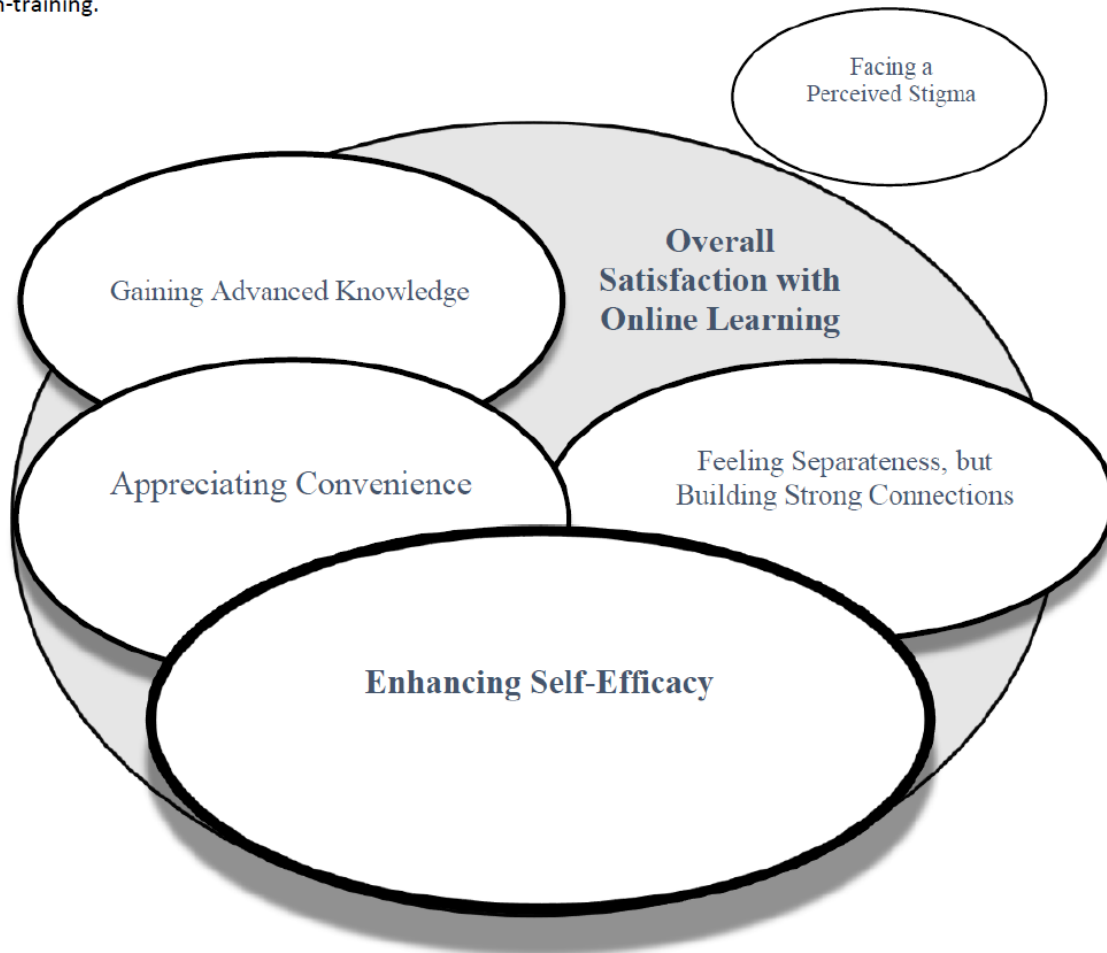 n-training.
Facing a
Perceived Stigma
Overall
Satisfaction with
Online Learning
Gaining Advanced Knowledge
Feeling Separateness, but
Building Strong Connections
Appreciating Convenience
Enhancing Self-Efficacy